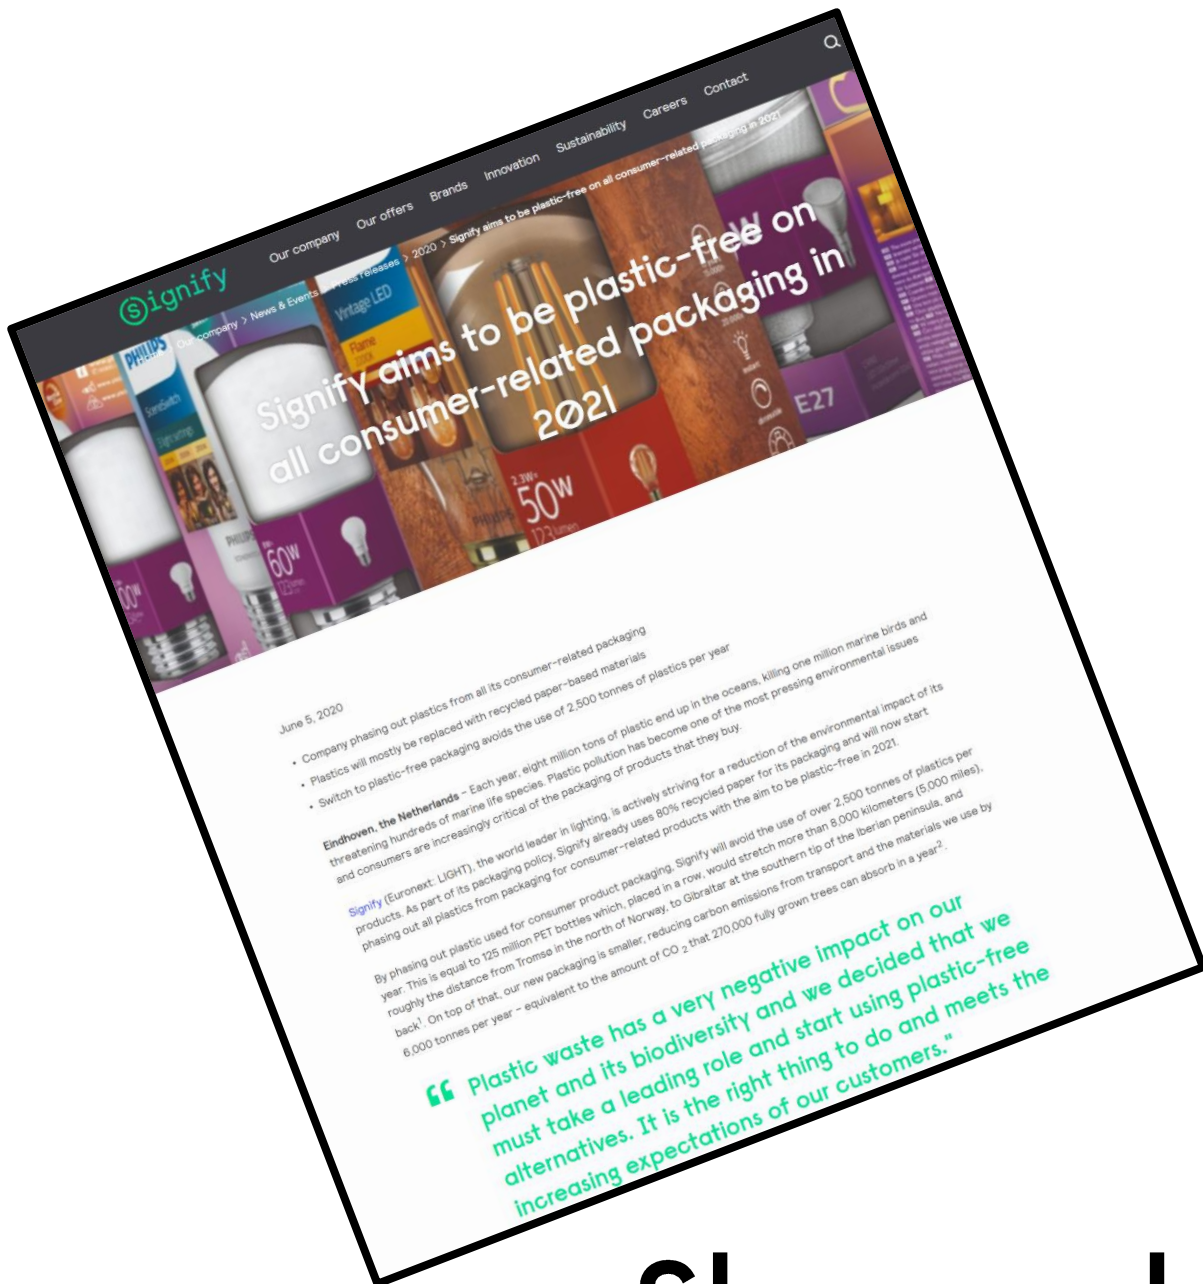 Signify
Our company
Our offers
Brands
Innovation
Sustainability
Careers
Contact
Home > Our company > News & Events > Press releases > 2020 > Signify aims to be plastic-free on all consumer-related packaging in 2021
Signify aims to be plastic-free on
all consumer-related packaging in
2021
PHILIPS
SceneSwitch
Vintage LED
Flame
60W
2.3W=
50W
123 lumen
E27
W
PHILIPS
June 5, 2020
• Company phasing out plastics from all its consumer-related packaging
• Plastics will mostly be replaced with recycled paper-based materials
• Switch to plastic-free packaging avoids the use of 2,500 tonnes of plastics per year
Eindhoven, the Netherlands – Each year, eight million tons of plastic end up in the oceans, killing one million marine birds and
threatening hundreds of marine life species. Plastic pollution has become one of the most pressing environmental issues
and consumers are increasingly critical of the packaging of products that they buy.
Signify (Euronext: LIGHT), the world leader in lighting, is actively striving for a reduction of the environmental impact of its
products. As part of its packaging policy, Signify already uses 80% recycled paper for its packaging and will now start
phasing out all plastics from packaging for consumer-related products with the aim to be plastic-free in 2021.
By phasing out plastic used for consumer product packaging, Signify will avoid the use of over 2,500 tonnes of plastics per
year. This is equal to 125 million PET bottles which, placed in a row, would stretch more than 8,000 kilometers (5,000 miles),
roughly the distance from Tromsø in the north of Norway, to Gibraltar at the southern tip of the Iberian peninsula, and
back¹. On top of that, our new packaging is smaller, reducing carbon emissions from transport and the materials we use by
6,000 tonnes per year – equivalent to the amount of CO₂ that 270,000 fully grown trees can absorb in a year².
“ Plastic waste has a very negative impact on our
planet and its biodiversity and we decided that we
must take a leading role and start using plastic-free
alternatives. It is the right thing to do and meets the
increasing expectations of our customers."